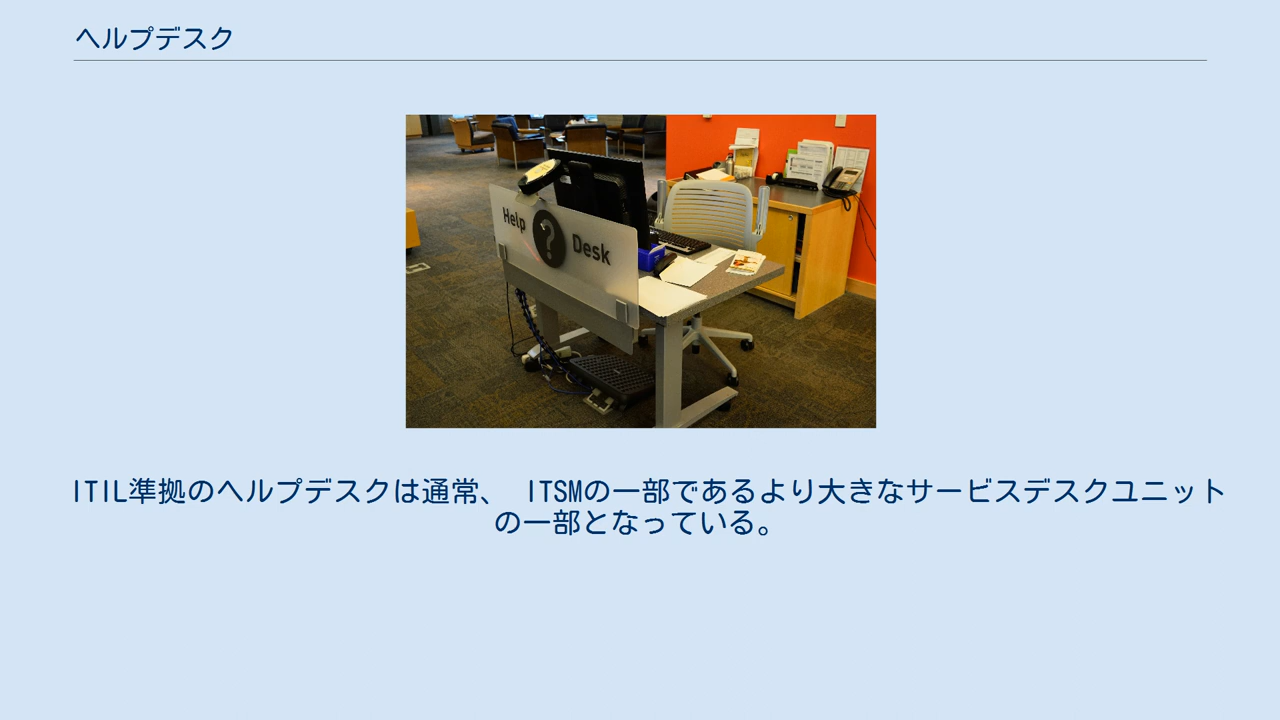 ヘルプデスク
Help ? Desk
ITIL準拠のヘルプデスクは通常、 ITSMの一部であるより大きなサービスデスクユニット
の一部となっている。